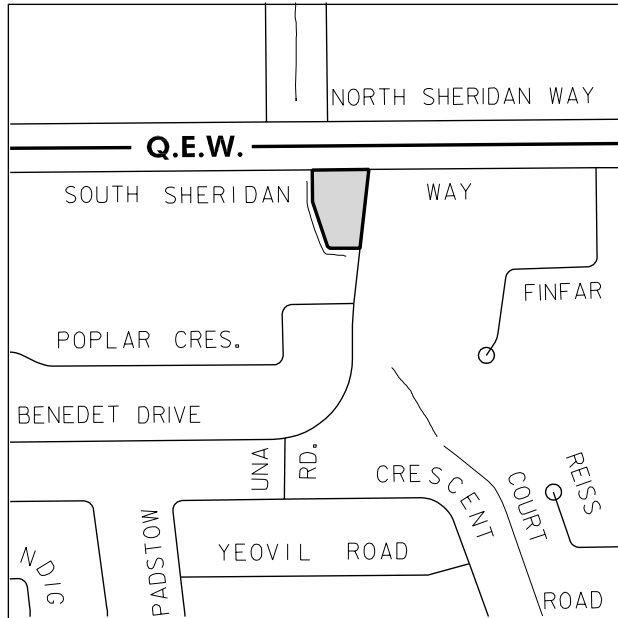 NORTH SHERIDAN WAY
Q.E.W.
SOUTH SHERIDAN WAY
FINFAR
POPLAR CRES.
BENEDET DRIVE
UNA RD.
CRESCENT
COURT
REISS
PADSTOW
YEOVIL ROAD
NDIG
ROAD